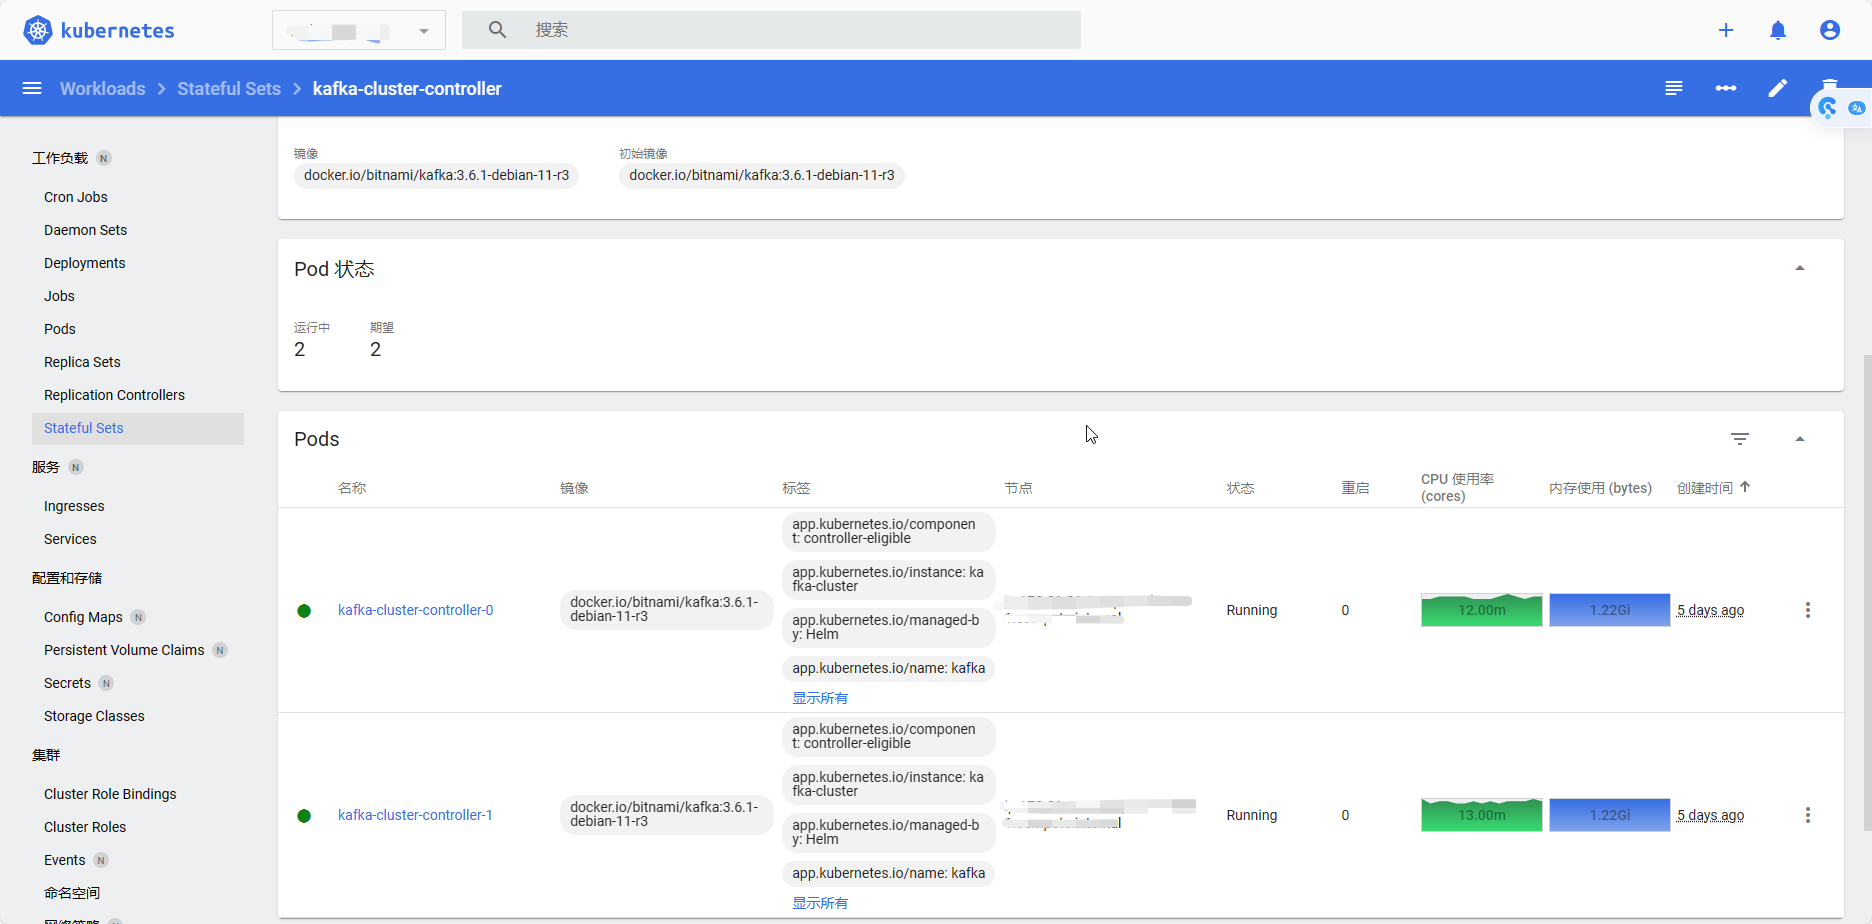 kubernetes
搜索
Workloads > Stateful Sets > kafka-cluster-controller
工作负载 N
Cron Jobs
Daemon Sets
Deployments
Jobs
Pods
Replica Sets
Replication Controllers
Stateful Sets
服务 N
Ingresses
Services
配置和存储
Config Maps N
Persistent Volume Claims N
Secrets N
Storage Classes
集群
Cluster Role Bindings
Cluster Roles
Events N
命名空间
网络策略
镜像
docker.io/bitnami/kafka:3.6.1-debian-11-r3
初始镜像
docker.io/bitnami/kafka:3.6.1-debian-11-r3
Pod 状态
运行中
2
期望
2
Pods
名称
镜像
标签
节点
状态
重启
CPU 使用率
(cores)
内存使用 (bytes)
创建时间
kafka-cluster-controller-0
docker.io/bitnami/kafka:3.6.1-
debian-11-r3
app.kubernetes.io/componen
t: controller-eligible
app.kubernetes.io/instance: ka
fka-cluster
app.kubernetes.io/managed-b
y: Helm
app.kubernetes.io/name: kafka
显示所有
Running
0
12.00m
1.22Gi
5 days ago
kafka-cluster-controller-1
docker.io/bitnami/kafka:3.6.1-
debian-11-r3
app.kubernetes.io/componen
t: controller-eligible
app.kubernetes.io/instance: ka
fka-cluster
app.kubernetes.io/managed-b
y: Helm
app.kubernetes.io/name: kafka
显示所有
Running
0
13.00m
1.22Gi
5 days ago